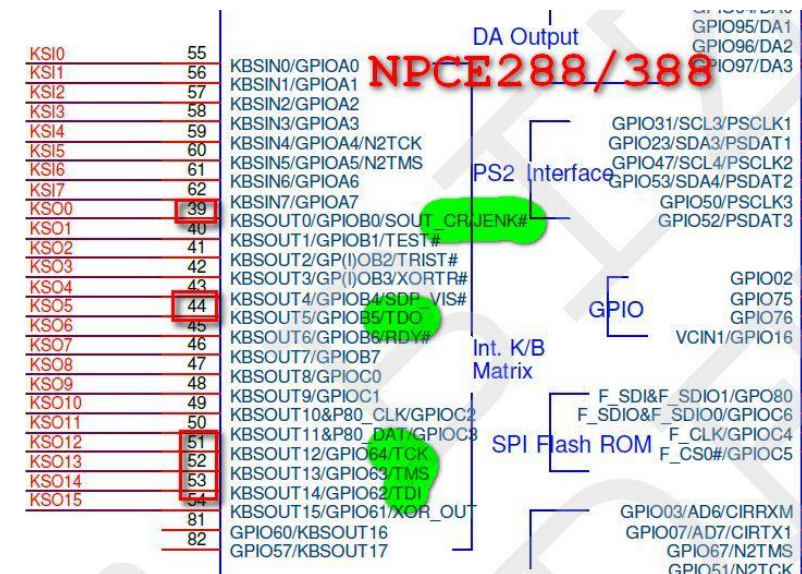 GPIO95/DA1
DA Output
GPIO96/DA2
GPIO97/DA3
NPCE288/388
KSI0 55 KBSIN0/GPIOA0
KSI1 56 KBSIN1/GPIOA1
KSI2 57 KBSIN2/GPIOA2
KSI3 58 KBSIN3/GPIOA3
KSI4 59 KBSIN4/GPIOA4/N2TCK
KSI5 60 KBSIN5/GPIOA5/N2TMS
KSI6 61 KBSIN6/GPIOA6
KSI7 62 KBSIN7/GPIOA7
KSO0 39 KBSOUT0/GPIOB0/SOUT_CR/JENK#
KSO1 40 KBSOUT1/GPIOB1/TEST#
KSO2 41 KBSOUT2/GP(I)OB2/TRIST#
KSO3 42 KBSOUT3/GP(I)OB3/XORTR#
KSO4 43 KBSOUT4/GPIOB4/SDP_VIS#
KSO5 44 KBSOUT5/GPIOB5/TDO
KSO6 45 KBSOUT6/GPIOB6/RDY#
KSO7 46 KBSOUT7/GPIOB7
KSO8 47 KBSOUT8/GPIOC0
KSO9 48 KBSOUT9/GPIOC1
KSO10 49 KBSOUT10&P80_CLK/GPIOC2
KSO11 50 KBSOUT11&P80_DAT/GPIOC3
KSO12 51 KBSOUT12/GPIO64/TCK
KSO13 52 KBSOUT13/GPIO63/TMS
KSO14 53 KBSOUT14/GPIO62/TDI
KSO15 54 KBSOUT15/GPIO61/XOR_OUT
81 GPIO60/KBSOUT16
82 GPIO57/KBSOUT17
PS2 Interface
GPIO31/SCL3/PSCLK1
GPIO23/SDA3/PSDAT1
GPIO47/SCL4/PSCLK2
GPIO53/SDA4/PSDAT2
GPIO50/PSCLK3
GPIO52/PSDAT3
GPIO
GPIO02
GPIO75
GPIO76
VCIN1/GPIO16
Int. K/B
Matrix
SPI Flash ROM
F_SDI&F_SDIO1/GPO80
F_SDIO&F_SDIO0/GPIOC6
F_CLK/GPIOC4
F_CS0#/GPIOC5
GPIO03/AD6/CIRRXM
GPIO07/AD7/CIRTX1
GPIO67/N2TMS
GPIO51/N2TCK